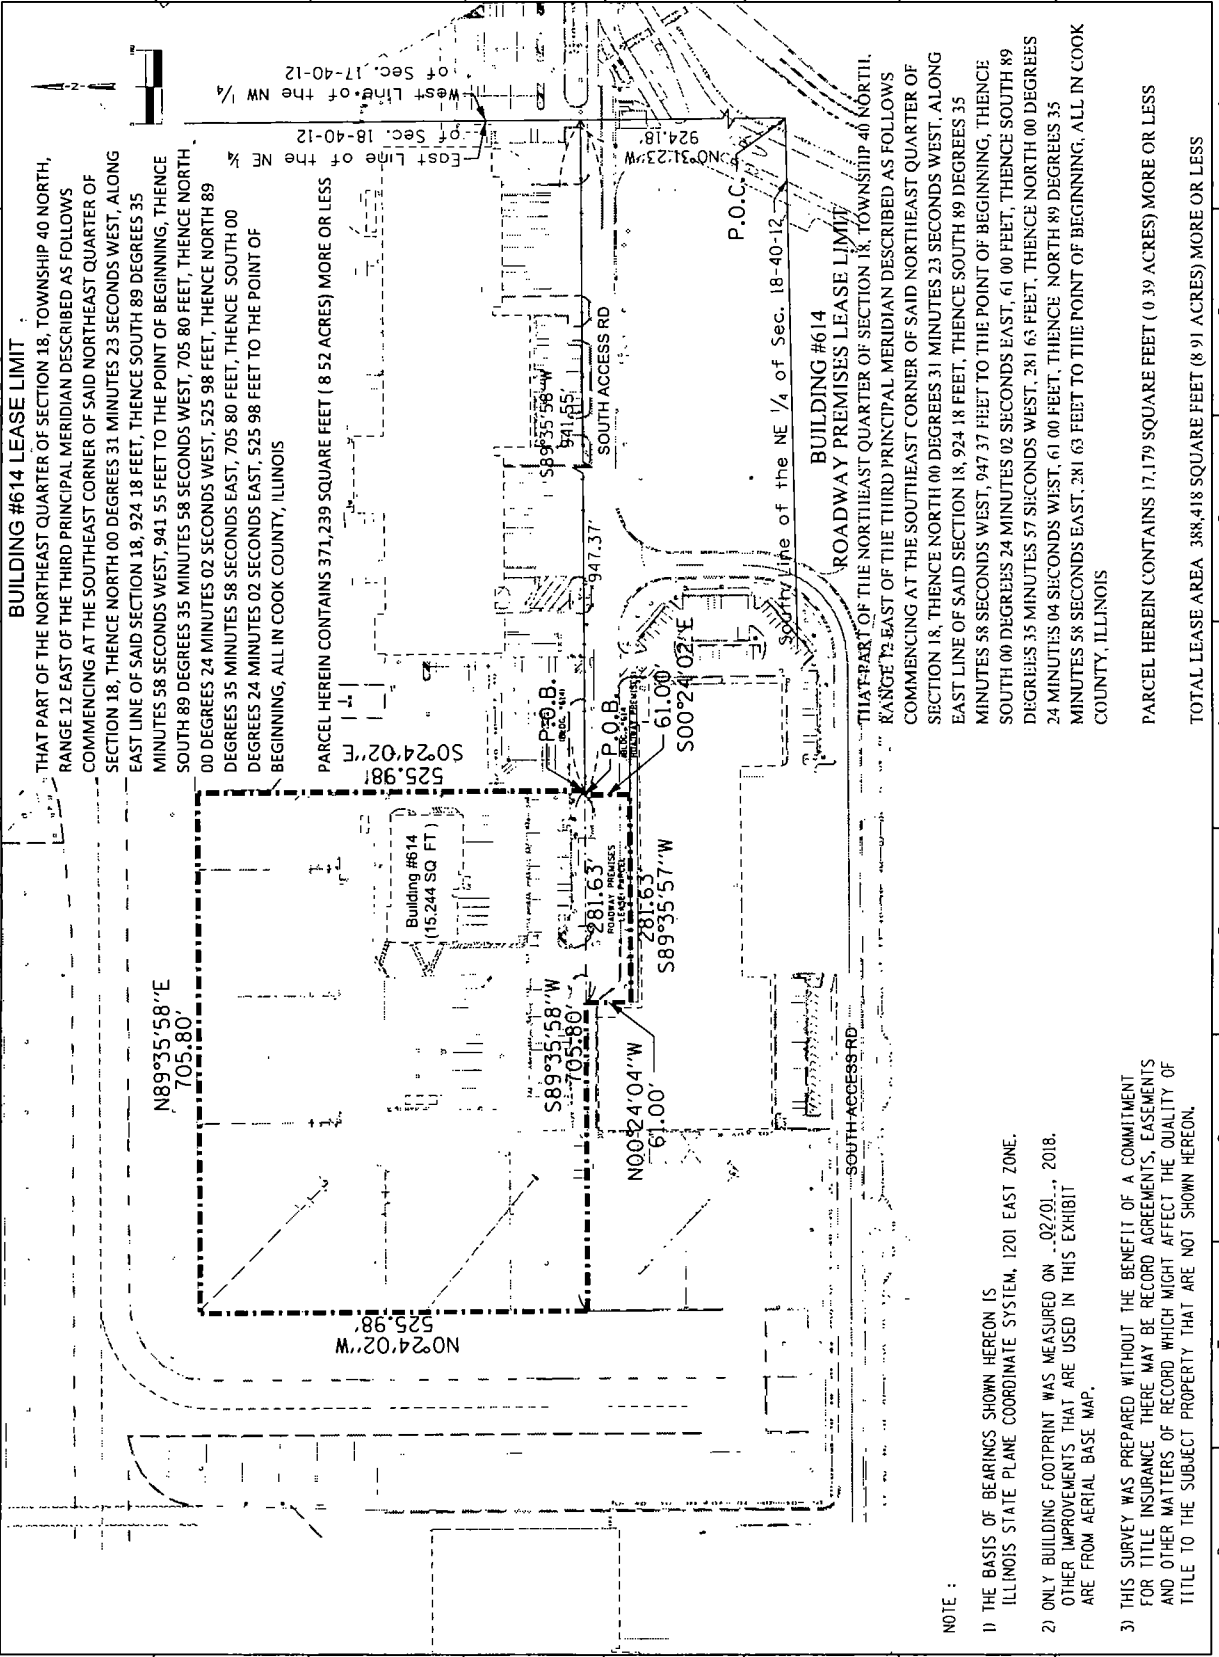 BUILDING #614 LEASE LIMIT
THAT PART OF THE NORTHEAST QUARTER OF SECTION 18, TOWNSHIP 40 NORTH,
RANGE 12 EAST OF THE THIRD PRINCIPAL MERIDIAN DESCRIBED AS FOLLOWS
COMMENCING AT THE SOUTHEAST CORNER OF SAID NORTHEAST QUARTER OF
SECTION 18, THENCE NORTH 00 DEGREES 31 MINUTES 23 SECONDS WEST, ALONG
EAST LINE OF SAID SECTION 18, 924 18 FEET, THENCE SOUTH 89 DEGREES 35
MINUTES 58 SECONDS WEST, 941 55 FEET TO THE POINT OF BEGINNING, THENCE
SOUTH 89 DEGREES 35 MINUTES 58 SECONDS WEST, 705 80 FEET, THENCE NORTH
00 DEGREES 24 MINUTES 02 SECONDS WEST, 525 98 FEET, THENCE NORTH 89
DEGREES 35 MINUTES 58 SECONDS EAST, 705 80 FEET, THENCE SOUTH 00
DEGREES 24 MINUTES 02 SECONDS EAST, 525 98 FEET TO THE POINT OF
BEGINNING, ALL IN COOK COUNTY, ILLINOIS
PARCEL HEREIN CONTAINS 371,239 SQUARE FEET ( 8 52 ACRES) MORE OR LESS
-N-
West Line of the NW 1/4
of Sec. 17-40-12
East Line of the NE 1/4
of Sec. 18-40-12
N0°31'23"W
924.18'
P.O.C.
South Line of the NE 1/4 of Sec. 18-40-12
S89°35'58"W
941.55'
SOUTH ACCESS RD
947.37'
N89°35'58"E
705.80'
S0°24'02"E
525.98'
P.O.B.
BLDG. #614
P.O.B.
BLDG. #614
ROADWAY PREMISES
61.00'
S00°24'02"E
Building #614
(15,244 SQ FT)
281.63'
ROADWAY PREMISES
LEASE PARCEL
281.63'
S89°35'57"W
S89°35'58"W
705.80'
N00°24'04"W
61.00'
N0°24'02"W
525.98'
SOUTH ACCESS RD
BUILDING #614
ROADWAY PREMISES LEASE LIMIT
THAT PART OF THE NORTHEAST QUARTER OF SECTION 18, TOWNSHIP 40 NORTH,
RANGE 12 EAST OF THE THIRD PRINCIPAL MERIDIAN DESCRIBED AS FOLLOWS
COMMENCING AT THE SOUTHEAST CORNER OF SAID NORTHEAST QUARTER OF
SECTION 18, THENCE NORTH 00 DEGREES 31 MINUTES 23 SECONDS WEST, ALONG
EAST LINE OF SAID SECTION 18, 924 18 FEET, THENCE SOUTH 89 DEGREES 35
MINUTES 58 SECONDS WEST, 947 37 FEET TO THE POINT OF BEGINNING, THENCE
SOUTH 00 DEGREES 24 MINUTES 02 SECONDS EAST, 61 00 FEET, THENCE SOUTH 89
DEGREES 35 MINUTES 57 SECONDS WEST, 281 63 FEET, THENCE NORTH 00 DEGREES
24 MINUTES 04 SECONDS WEST, 61 00 FEET, THENCE NORTH 89 DEGREES 35
MINUTES 58 SECONDS EAST, 281 63 FEET TO THE POINT OF BEGINNING, ALL IN COOK
COUNTY, ILLINOIS
PARCEL HEREIN CONTAINS 17,179 SQUARE FEET ( 0 39 ACRES) MORE OR LESS
TOTAL LEASE AREA 388,418 SQUARE FEET (8 91 ACRES) MORE OR LESS
NOTE :
1) THE BASIS OF BEARINGS SHOWN HEREON IS
ILLINOIS STATE PLANE COORDINATE SYSTEM, 1201 EAST ZONE.
2) ONLY BUILDING FOOTPRINT WAS MEASURED ON 02/01, 2018.
OTHER IMPROVEMENTS THAT ARE USED IN THIS EXHIBIT
ARE FROM AERIAL BASE MAP.
3) THIS SURVEY WAS PREPARED WITHOUT THE BENEFIT OF A COMMITMENT
FOR TITLE INSURANCE THERE MAY BE RECORD AGREEMENTS, EASEMENTS
AND OTHER MATTERS OF RECORD WHICH MIGHT AFFECT THE QUALITY OF
TITLE TO THE SUBJECT PROPERTY THAT ARE NOT SHOWN HEREON.